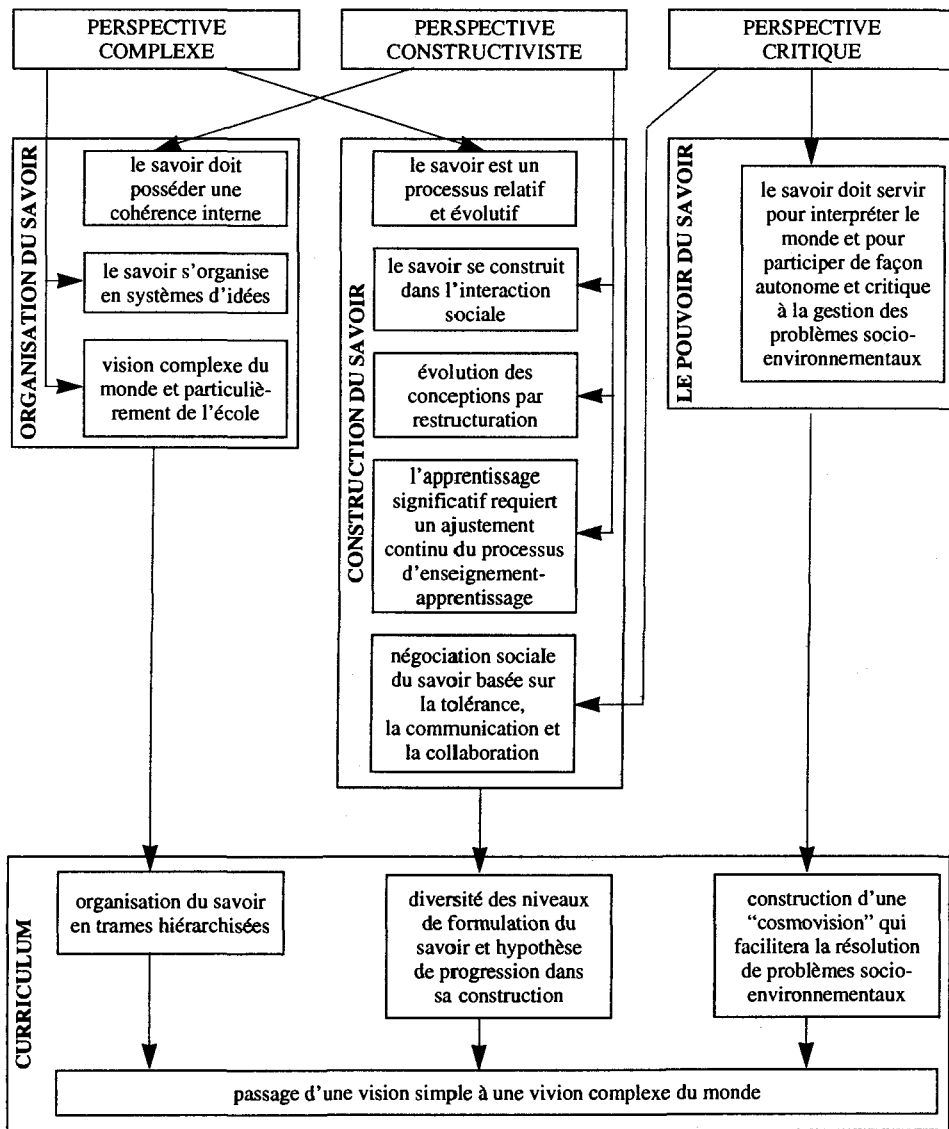 PERSPECTIVE
COMPLEXE
PERSPECTIVE
CONSTRUCTIVISTE
PERSPECTIVE
CRITIQUE
ORGANISATION DU SAVOIR
le savoir doit
posséder une
cohérence interne
le savoir s'organise
en systèmes d'idées
vision complexe du
monde et particuliè-
rement de l'école
CONSTRUCTION DU SAVOIR
le savoir est un
processus relatif
et évolutif
le savoir se construit
dans l'interaction
sociale
évolution des
conceptions par
restructuration
l'apprentissage
significatif requiert
un ajustement
continu du processus
d'enseignement-
apprentissage
négociation sociale
du savoir basée sur
la tolérance,
la communication et
la collaboration
LE POUVOIR DU SAVOIR
le savoir doit servir
pour interpréter le
monde et pour
participer de façon
autonome et critique
à la gestion des
problèmes socio-
environnementaux
CURRICULUM
organisation du savoir
en trames hiérarchisées
diversité des niveaux
de formulation du
savoir et hypothèse
de progression dans
sa construction
construction d'une
“cosmovision” qui
facilitera la résolution
de problèmes socio-
environnementaux
passage d'une vision simple à une vivion complexe du monde